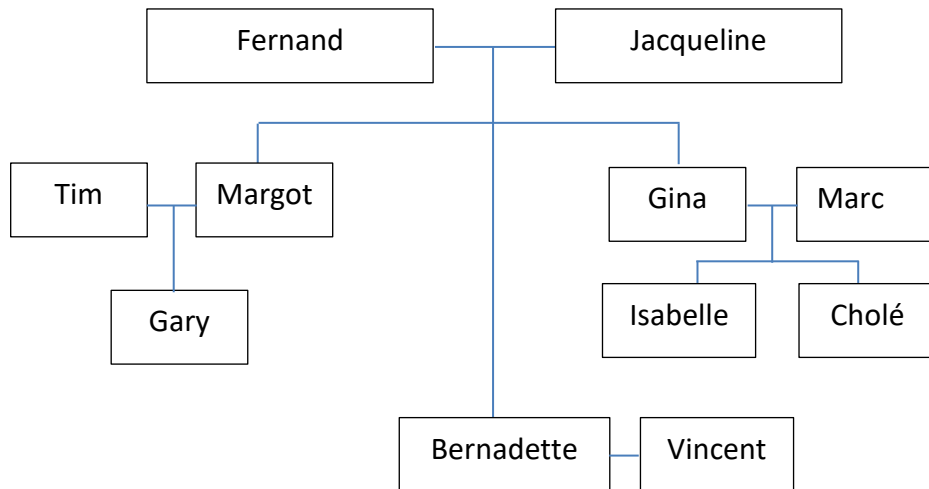 Fernand
Jacqueline
Tim
Margot
Gina
Marc
Gary
Isabelle
Cholé
Bernadette
Vincent